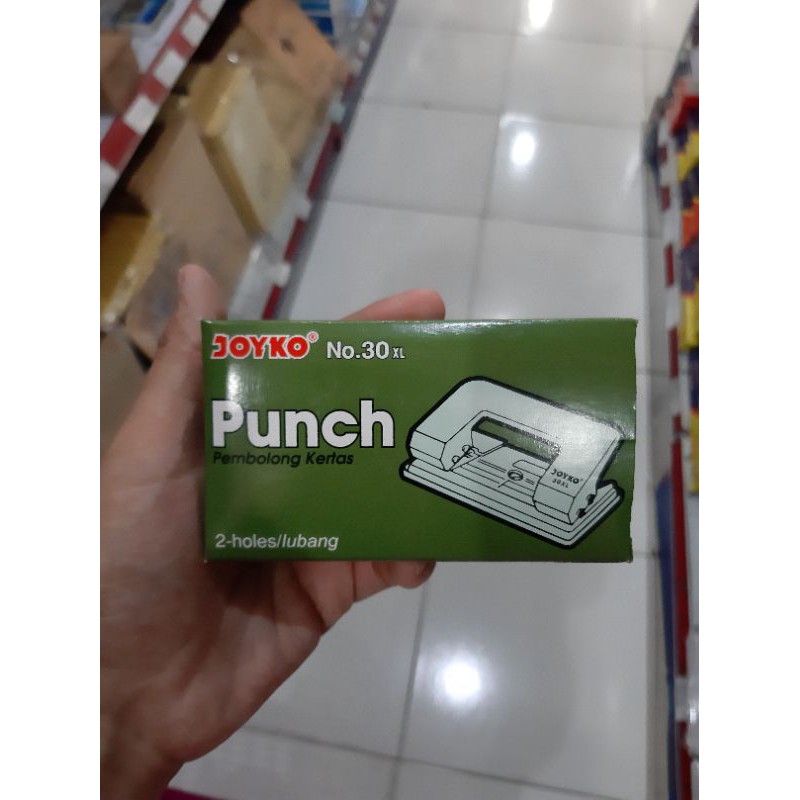 JOYKO® No.30 XL
Punch
Pembolong Kertas
JOYKO
30XL
2-holes/lubang